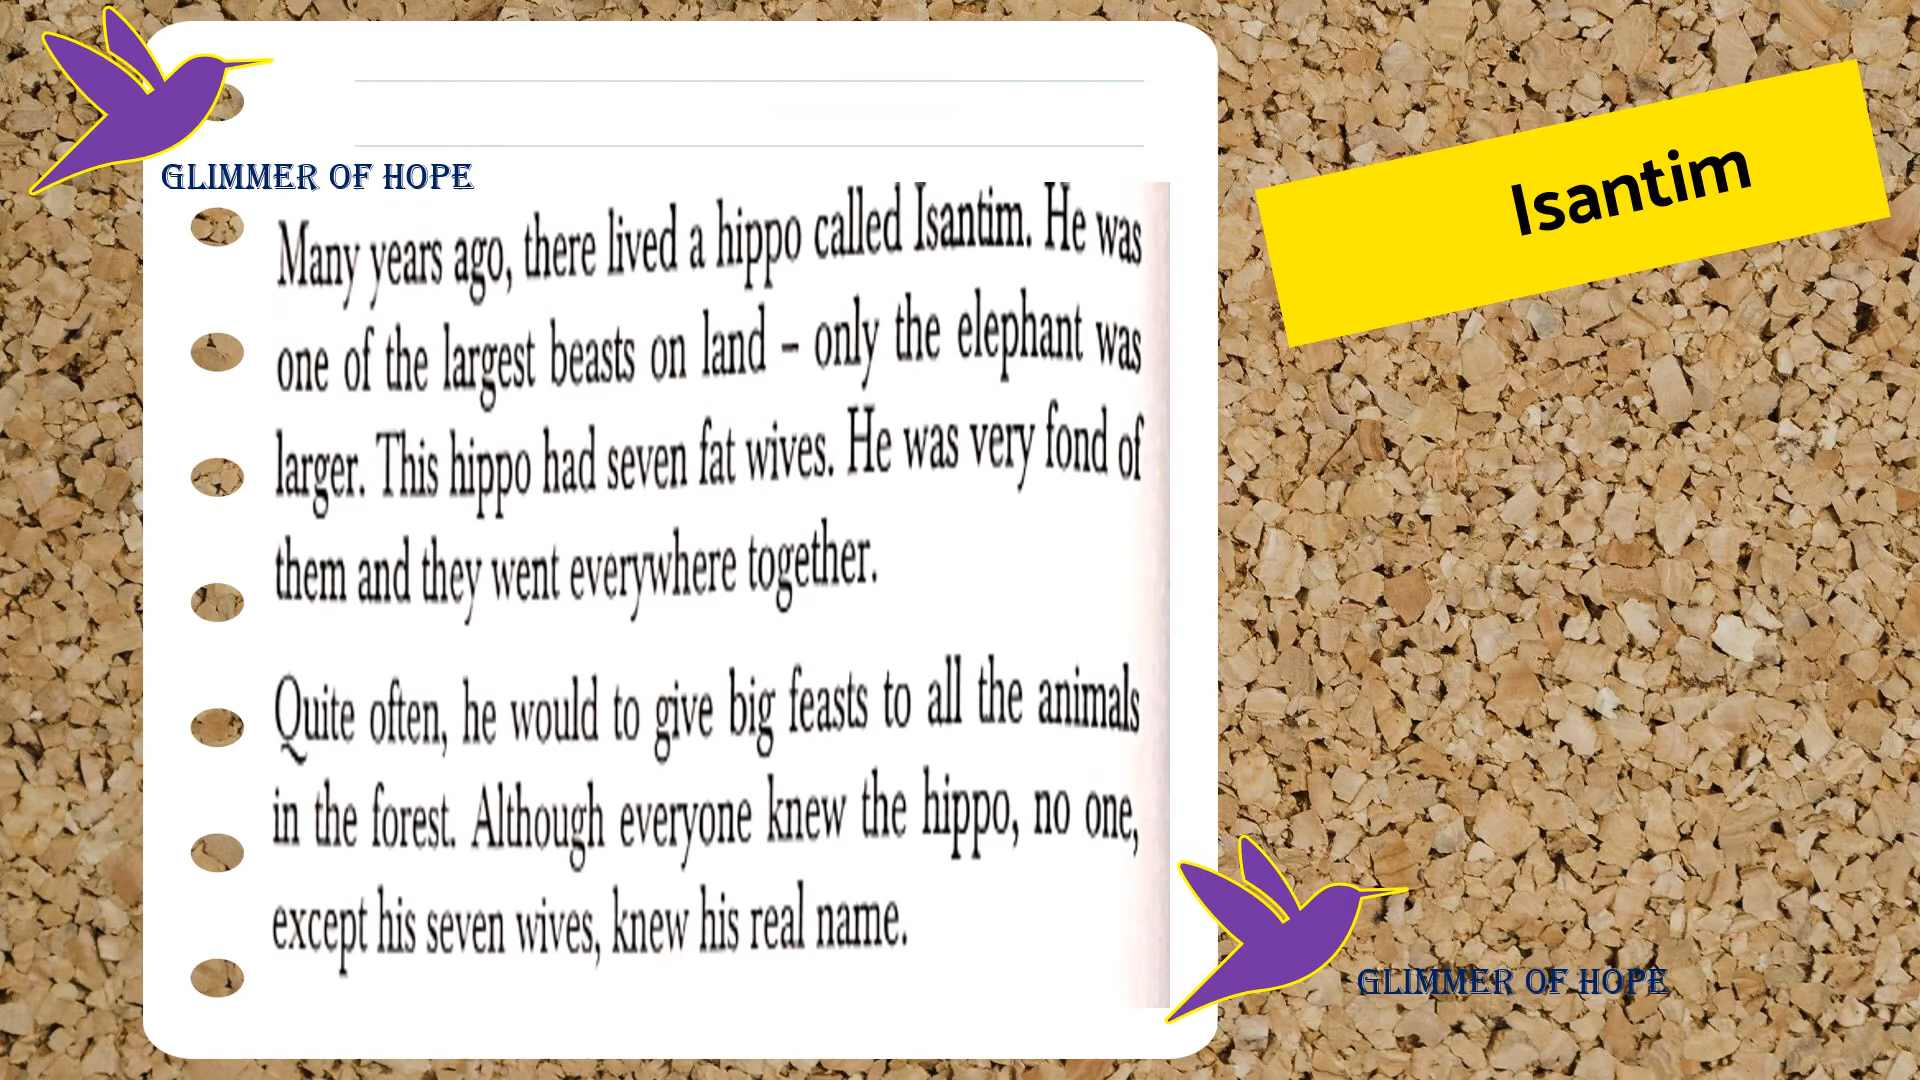 GLIMMER OF HOPE
Many years ago, there lived a hippo called Isantim. He was
one of the largest beasts on land – only the elephant was
larger. This hippo had seven fat wives. He was very fond of
them and they went everywhere together.
Quite often, he would to give big feasts to all the animals
in the forest. Although everyone knew the hippo, no one,
except his seven wives, knew his real name.
Isantim
GLIMMER OF HOPE